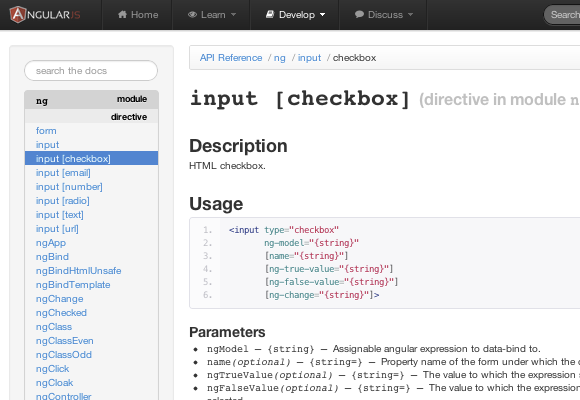 ANGULARJS Home Learn Develop Discuss Search
search the docs
ng module
directive
form
input
input [checkbox]
input [email]
input [number]
input [radio]
input [text]
input [url]
ngApp
ngBind
ngBindHtmlUnsafe
ngBindTemplate
ngChange
ngChecked
ngClass
ngClassEven
ngClassOdd
ngClick
ngCloak
ngController
API Reference / ng / input / checkbox
input [checkbox] (directive in module n
Description
HTML checkbox.
Usage
1. <input type="checkbox"
2. ng-model="{string}"
3. [name="{string}"]
4. [ng-true-value="{string}"]
5. [ng-false-value="{string}"]
6. [ng-change="{string}"]>
Parameters
ngModel – {string} – Assignable angular expression to data-bind to.
name(optional) – {string=} – Property name of the form under which the
ngTrueValue(optional) – {string=} – The value to which the expression
ngFalseValue(optional) – {string=} – The value to which the expression
selected.